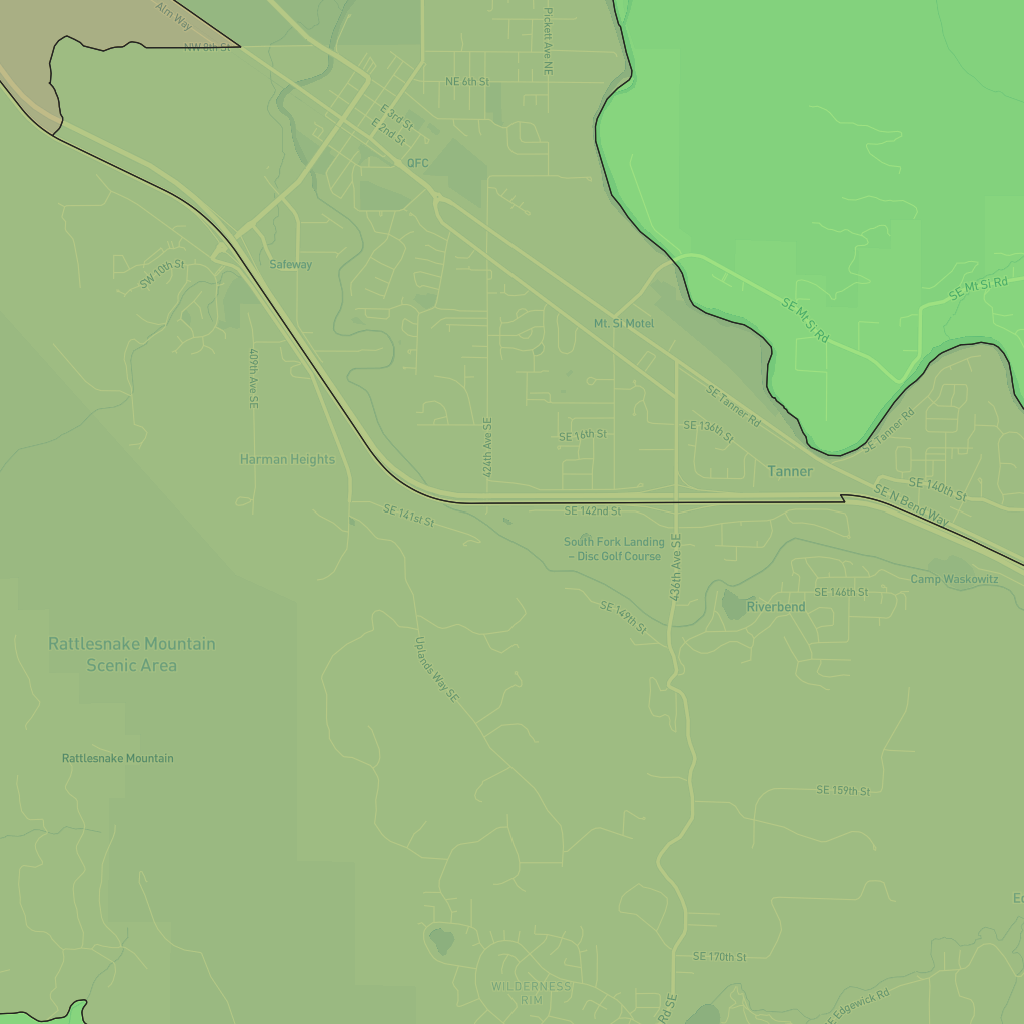 Alm Way
NW 8th St
Pickett Ave NE
NE 6th St
E 3rd St
E 2nd St
QFC
SW 10th St
Safeway
SE Mt Si Rd
SE Mt Si Rd
Mt. Si Motel
409th Ave SE
424th Ave SE
SE Tanner Rd
SE Tanner Rd
SE 136th St
SE 16th St
Harman Heights
Tanner
SE 140th St
SE N Bend Way
SE 141st St
SE 142nd St
South Fork Landing
– Disc Golf Course
436th Ave SE
Camp Waskowitz
SE 146th St
Riverbend
SE 149th St
Rattlesnake Mountain
Scenic Area
Uplands Way SE
Rattlesnake Mountain
SE 159th St
SE 170th St
WILDERNESS
RIM
Rd SE
Edgewick Rd